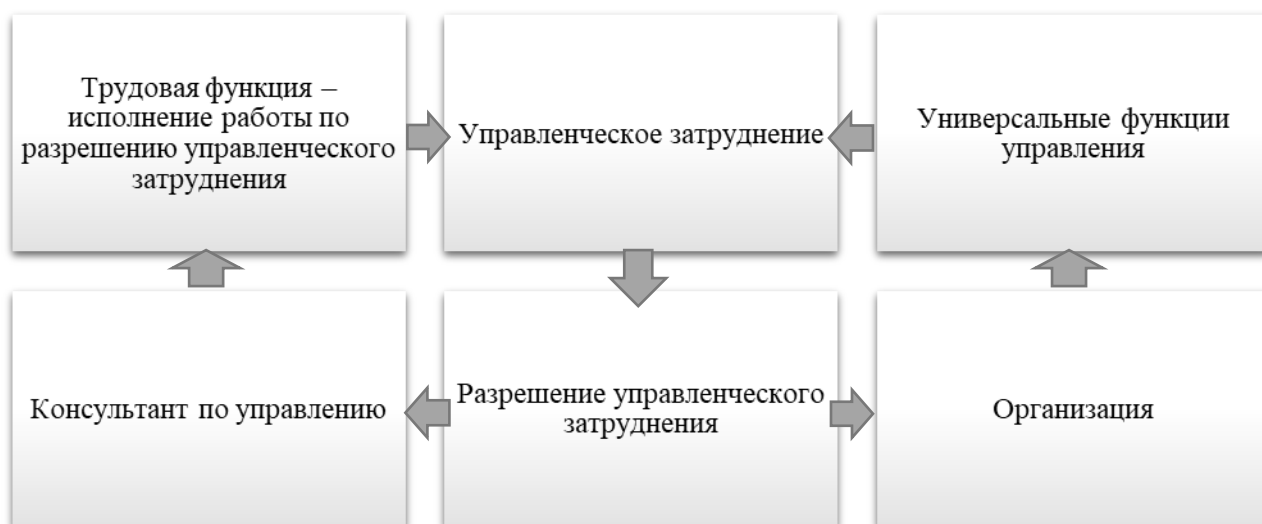 Трудовая функция –
исполнение работы по
разрешению управленческого
затруднения
Управленческое затруднение
Универсальные функции
управления
Консультант по управлению
Разрешение управленческого
затруднения
Организация